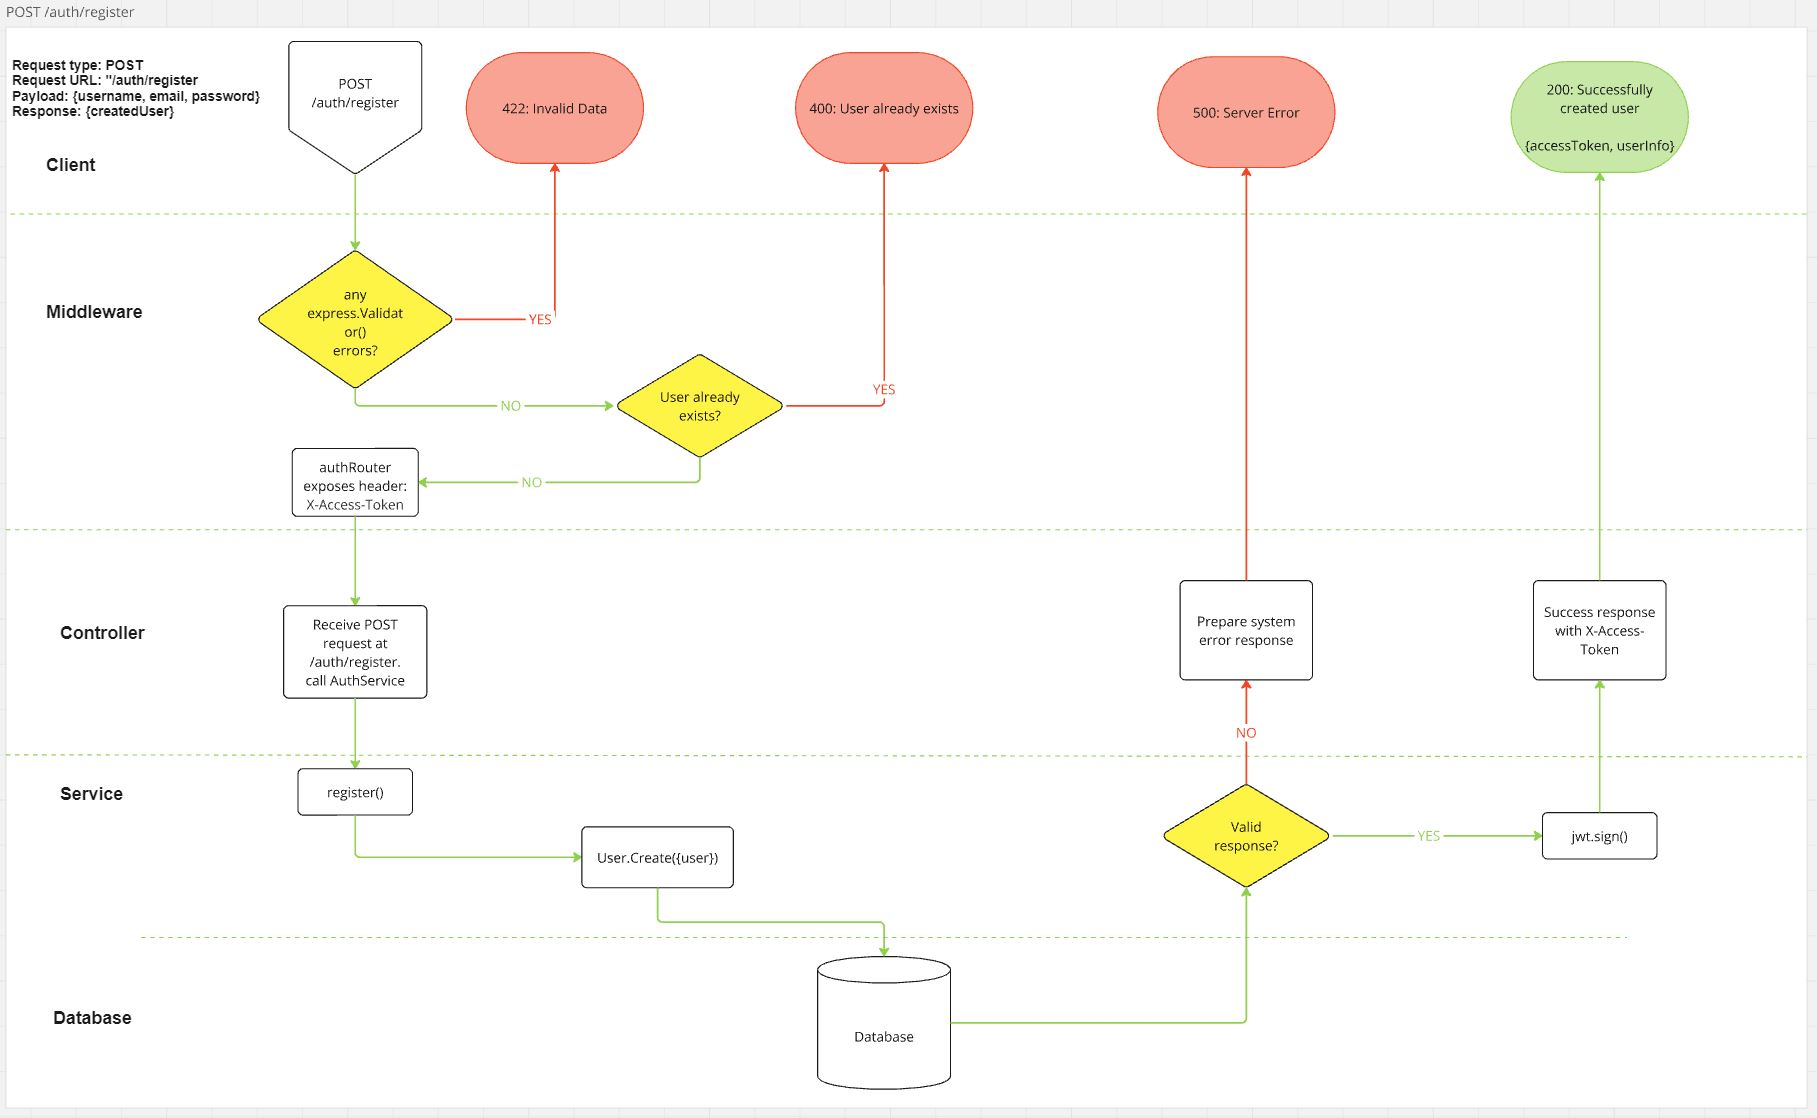 POST /auth/register
Request type: POST
Request URL: "/auth/register
Payload: {username, email, password}
Response: {createdUser}
POST
/auth/register
422: Invalid Data
400: User already exists
500: Server Error
200: Successfully
created user
{accessToken, userInfo}
Client
Middleware
any
express.Validat
or()
errors?
YES
NO
User already
exists?
YES
NO
authRouter
exposes header:
X-Access-Token
Controller
Receive POST
request at
/auth/register.
call AuthService
Prepare system
error response
Success response
with X-Access-
Token
NO
Service
register()
User.Create({user})
Valid
response?
YES
jwt.sign()
Database
Database